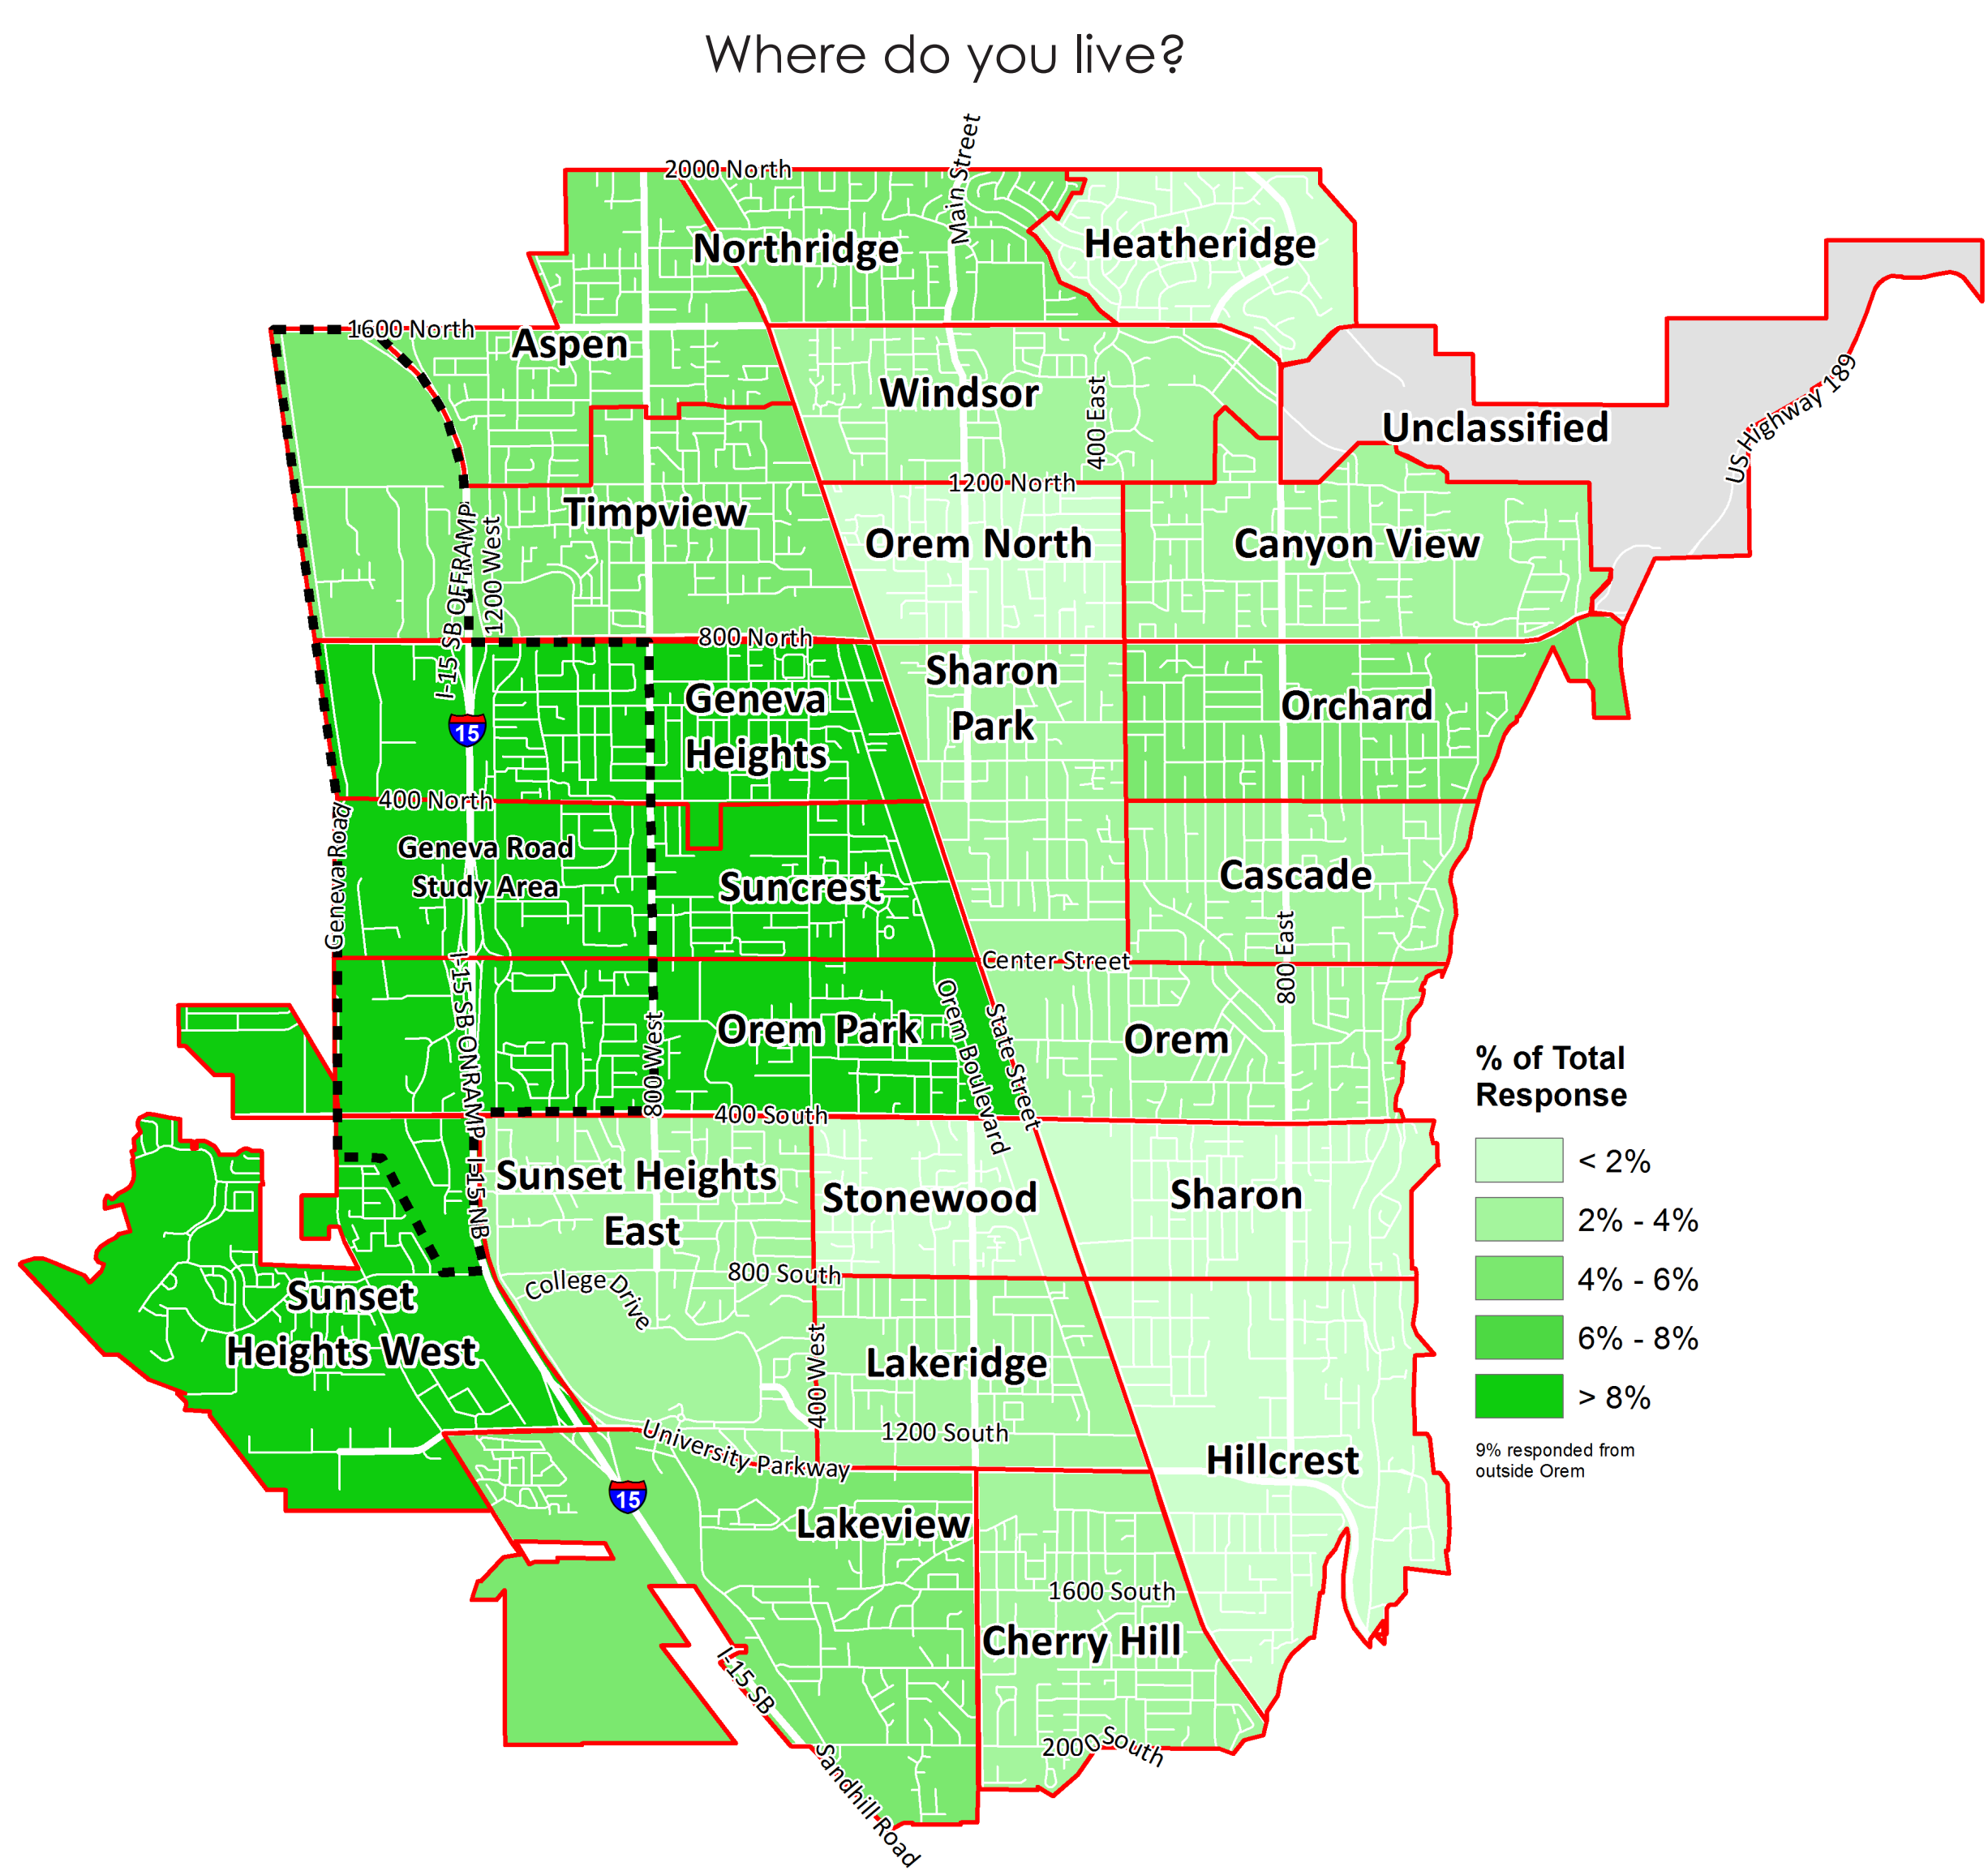 Where do you live?
2000 North
Main Street
Northridge
Heatheridge
1600 North
Aspen
Windsor
400 East
Unclassified
US Highway 189
1200 North
Timpview
Orem North
Canyon View
I-15 SB OFFRAMP
1200 West
800 North
Sharon
Park
Geneva
Heights
Orchard
15
400 North
Geneva Road
Geneva Road
Study Area
Suncrest
Cascade
800 East
Center Street
I-15 SB ONRAMP
Orem Park
Orem Boulevard
State Street
Orem
800 West
400 South
% of Total
Response
< 2%
2% - 4%
4% - 6%
6% - 8%
> 8%
9% responded from
outside Orem
I-15 NB
Sunset Heights
East
Stonewood
Sharon
College Drive
800 South
Sunset
Heights West
400 West
Lakeridge
1200 South
University Parkway
Hillcrest
15
Lakeview
1600 South
Cherry Hill
I-15 SB
2000 South
Sandhill Road